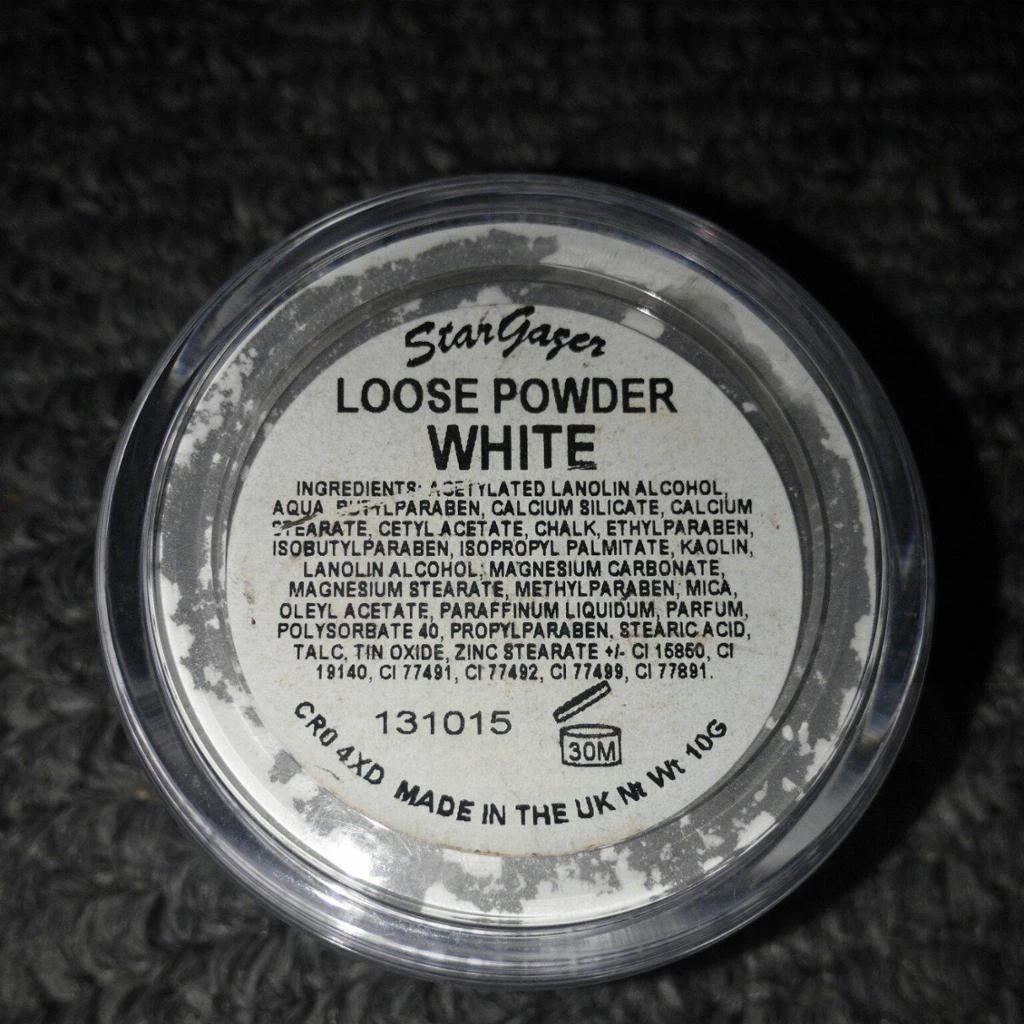 StarGazer
LOOSE POWDER
WHITE
INGREDIENTS: ACETYLATED LANOLIN ALCOHOL,
AQUA BUTYLPARABEN, CALCIUM SILICATE, CALCIUM
STEARATE, CETYL ACETATE, CHALK, ETHYLPARABEN,
ISOBUTYLPARABEN, ISOPROPYL PALMITATE, KAOLIN,
LANOLIN ALCOHOL, MAGNESIUM CARBONATE,
MAGNESIUM STEARATE, METHYLPARABEN, MICA,
OLEYL ACETATE, PARAFFINUM LIQUIDUM, PARFUM,
POLYSORBATE 40, PROPYLPARABEN, STEARIC ACID,
TALC, TIN OXIDE, ZINC STEARATE +/- CI 15850, CI
19140, CI 77491, CI 77492, CI 77499, CI 77891.
131015
30M
CR0 4XD MADE IN THE UK Nt Wt 10G